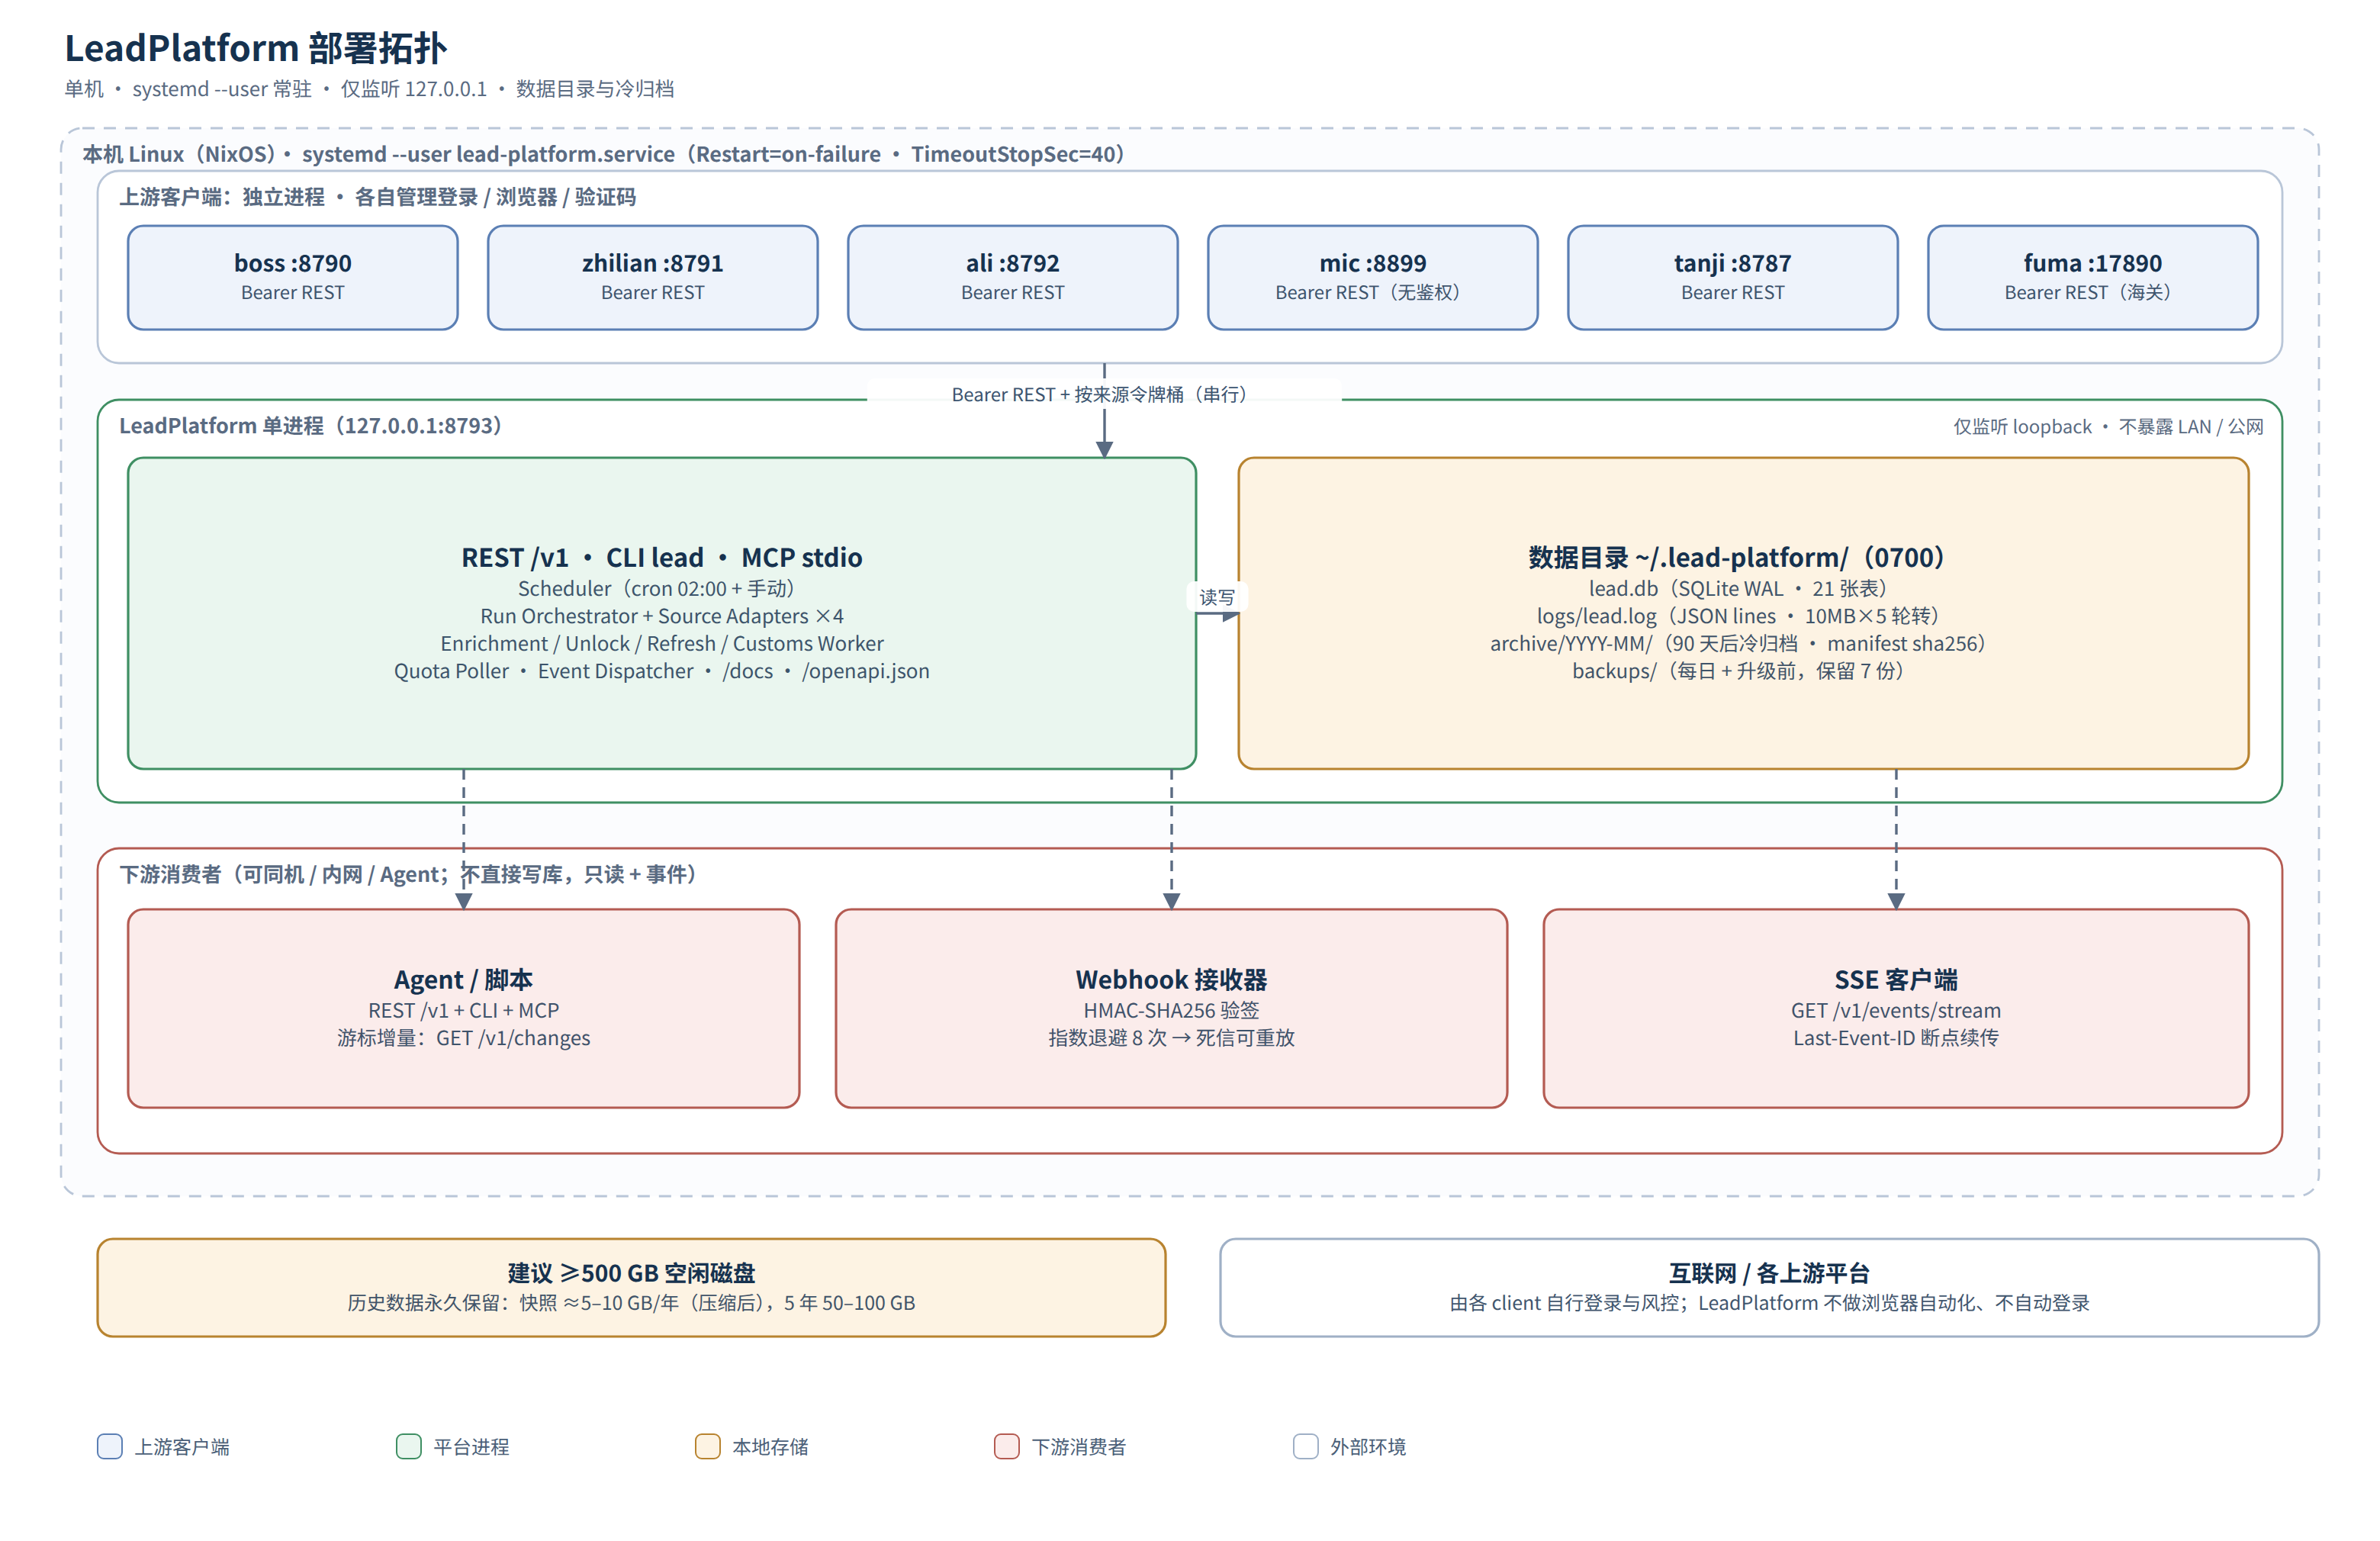 LeadPlatform 部署拓扑
单机 • systemd --user 常驻 • 仅监听 127.0.0.1 • 数据目录与冷归档
本机 Linux（NixOS）• systemd --user lead-platform.service（Restart=on-failure • TimeoutStopSec=40）
上游客户端：独立进程 • 各自管理登录 / 浏览器 / 验证码
boss :8790
Bearer REST
zhilian :8791
Bearer REST
ali :8792
Bearer REST
mic :8899
Bearer REST（无鉴权）
tanji :8787
Bearer REST
fuma :17890
Bearer REST（海关）
Bearer REST + 按来源令牌桶（串行）
LeadPlatform 单进程（127.0.0.1:8793）
仅监听 loopback • 不暴露 LAN / 公网
REST /v1 • CLI lead • MCP stdio
Scheduler（cron 02:00 + 手动）
Run Orchestrator + Source Adapters ×4
Enrichment / Unlock / Refresh / Customs Worker
Quota Poller • Event Dispatcher • /docs • /openapi.json
读写
数据目录 ~/.lead-platform/（0700）
lead.db（SQLite WAL • 21 张表）
logs/lead.log（JSON lines • 10MB×5 轮转）
archive/YYYY-MM/（90 天后冷归档 • manifest sha256）
backups/（每日 + 升级前，保留 7 份）
下游消费者（可同机 / 内网 / Agent；不直接写库，只读 + 事件）
Agent / 脚本
REST /v1 + CLI + MCP
游标增量：GET /v1/changes
Webhook 接收器
HMAC-SHA256 验签
指数退避 8 次 → 死信可重放
SSE 客户端
GET /v1/events/stream
Last-Event-ID 断点续传
建议 ≥500 GB 空闲磁盘
历史数据永久保留：快照 ≈5–10 GB/年（压缩后），5 年 50–100 GB
互联网 / 各上游平台
由各 client 自行登录与风控；LeadPlatform 不做浏览器自动化、不自动登录
上游客户端
平台进程
本地存储
下游消费者
外部环境